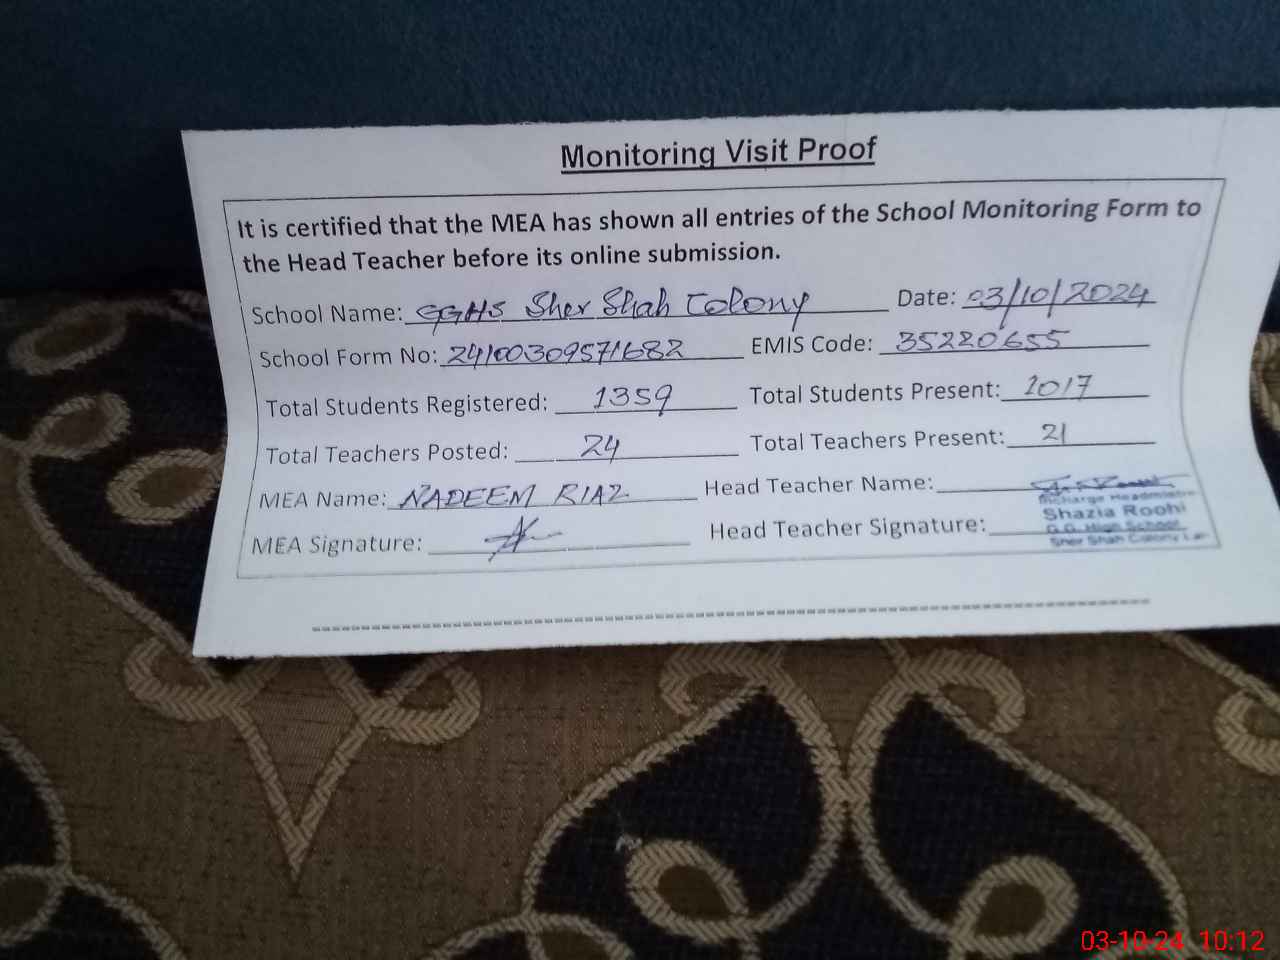 Monitoring Visit Proof
It is certified that the MEA has shown all entries of the School Monitoring Form to
the Head Teacher before its online submission.
School Name: GGHS Sher Shah Colony Date: 03/10/2024
School Form No: 24100309571682 EMIS Code: 35220655
Total Students Registered: 1359 Total Students Present: 1017
Total Teachers Posted: 24 Total Teachers Present: 21
MEA Name: NADEEM RIAZ Head Teacher Name:
Incharge Headmistre
Shazia Roohi
MEA Signature: Head Teacher Signature:
G.G. High School
Sher Shah Colony
03-10-24 10:12